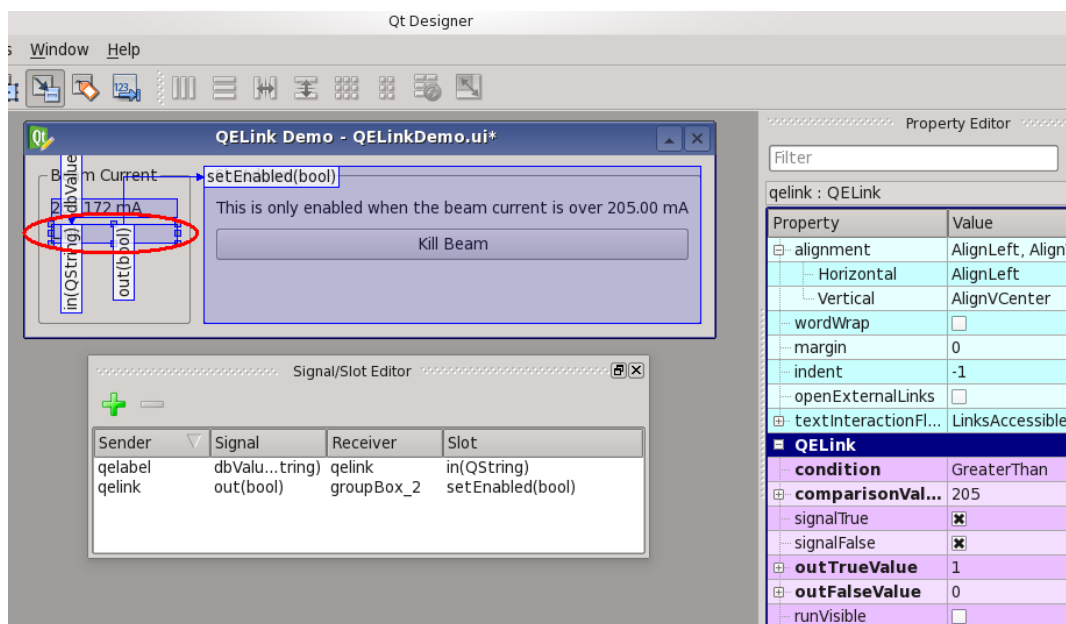 Qt Designer
Window Help
123
QELink Demo - QELinkDemo.ui*
Qt
Beam Current
172 mA
dbValue
in(QString)
out(bool)
setEnabled(bool)
This is only enabled when the beam current is over 205.00 mA
Kill Beam
Signal/Slot Editor
Sender Signal Receiver Slot
qelabel dbValu...tring) qelink in(QString)
qelink out(bool) groupBox_2 setEnabled(bool)
Property Editor
Filter
qelink : QELink
Property Value
alignment AlignLeft, Align
Horizontal AlignLeft
Vertical AlignVCenter
wordWrap
margin 0
indent -1
openExternalLinks
textInteractionFl... LinksAccessible
QELink
condition GreaterThan
comparisonVal... 205
signalTrue
signalFalse
outTrueValue 1
outFalseValue 0
runVisible